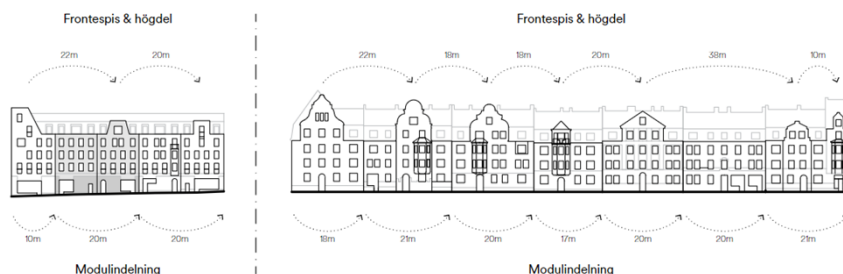 Frontespis & högdel
22m
20m
10m
20m
20m
Modulindelning
Frontespis & högdel
22m
18m
18m
20m
38m
10m
18m
21m
20m
17m
20m
20m
21m
Modulindelning